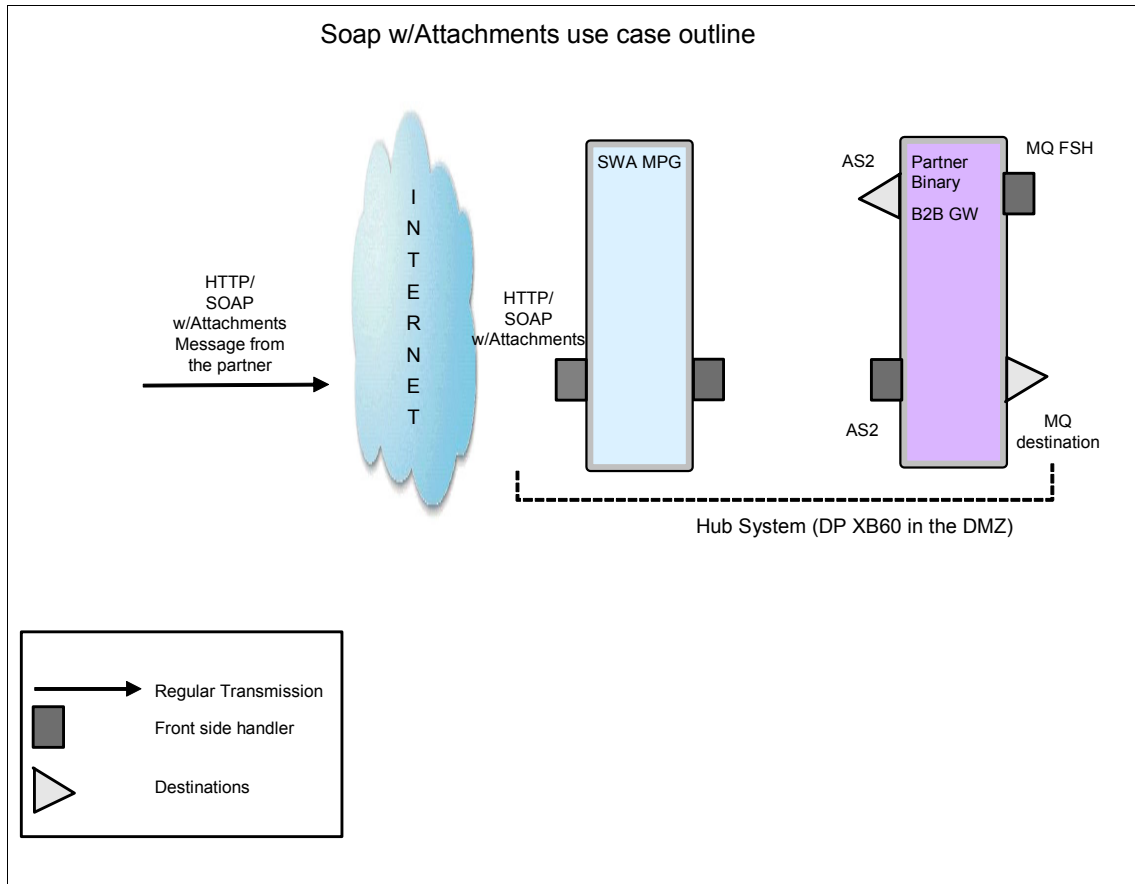 Soap w/Attachments use case outline
HTTP/
SOAP
w/Attachments
Message from
the partner
I
N
T
E
R
N
E
T
HTTP/
SOAP
w/Attachments
SWA MPG
AS2
Partner
Binary
B2B GW
MQ FSH
AS2
MQ
destination
Hub System (DP XB60 in the DMZ)
Regular Transmission
Front side handler
Destinations